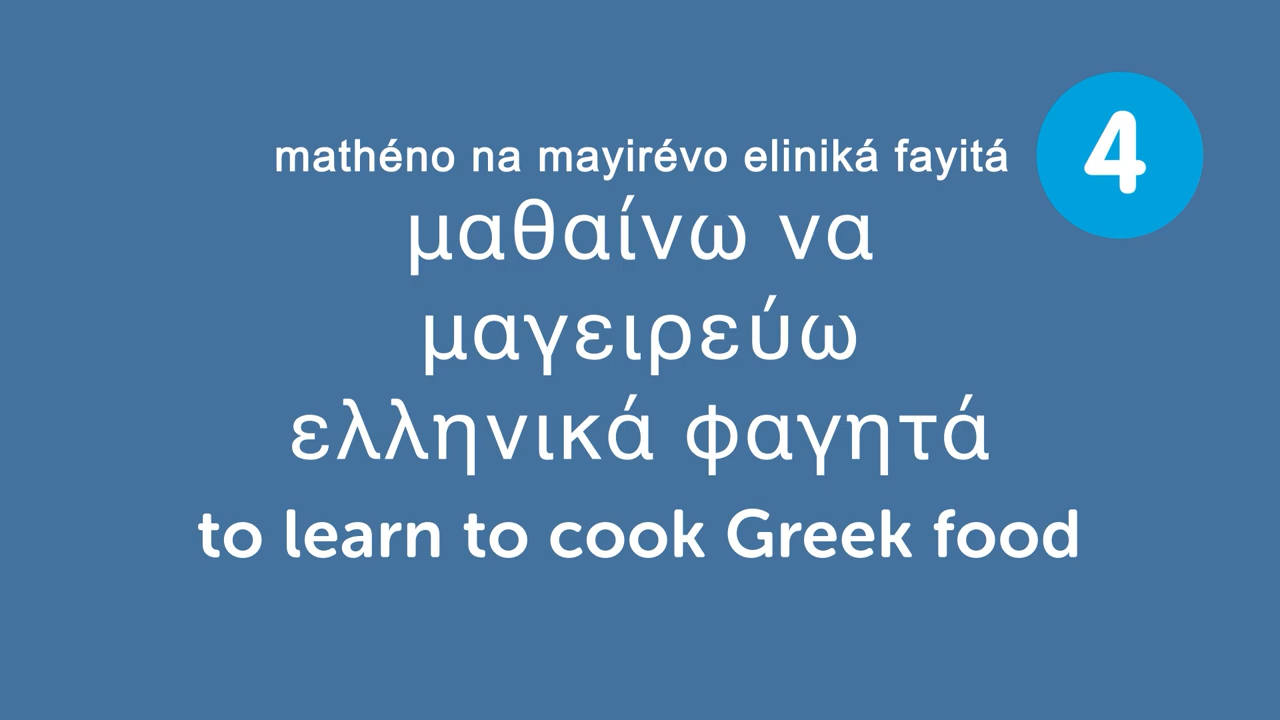 mathéno na mayirévo eliniká fayitá
4
μαθαίνω να
μαγειρεύω
ελληνικά φαγητά
to learn to cook Greek food